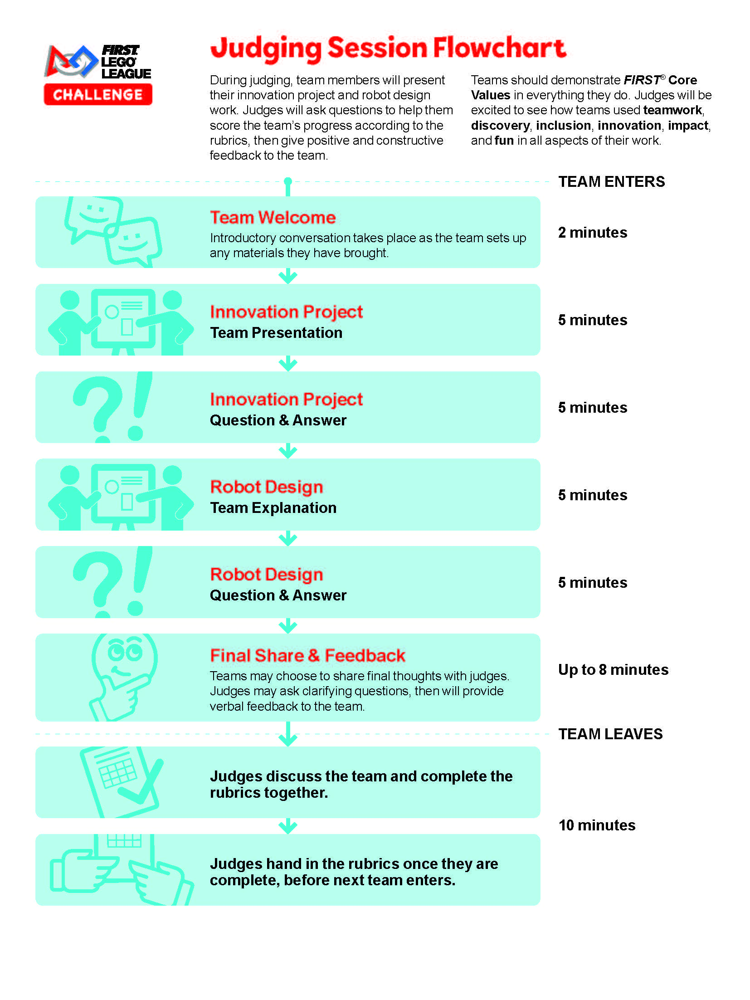 FIRST
LEGO
LEAGUE
CHALLENGE
Judging Session Flowchart
During judging, team members will present
their innovation project and robot design
work. Judges will ask questions to help them
score the team's progress according to the
rubrics, then give positive and constructive
feedback to the team.
Teams should demonstrate FIRST® Core
Values in everything they do. Judges will be
excited to see how teams used teamwork,
discovery, inclusion, innovation, impact,
and fun in all aspects of their work.
TEAM ENTERS
Team Welcome
Introductory conversation takes place as the team sets up
any materials they have brought.
2 minutes
Innovation Project
Team Presentation
5 minutes
Innovation Project
Question & Answer
5 minutes
Robot Design
Team Explanation
5 minutes
Robot Design
Question & Answer
5 minutes
Final Share & Feedback
Teams may choose to share final thoughts with judges.
Judges may ask clarifying questions, then will provide
verbal feedback to the team.
Up to 8 minutes
TEAM LEAVES
Judges discuss the team and complete the
rubrics together.
10 minutes
Judges hand in the rubrics once they are
complete, before next team enters.